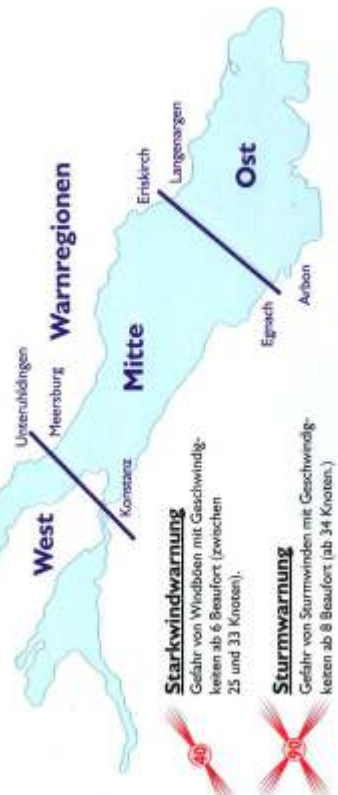 Warnregionen
West
Mitte
Ost
Unteruhldingen
Meersburg
Konstanz
Eriskirch
Langenargen
Egnach
Arbon
40
Starkwindwarnung
Gefahr von Windböen mit Geschwindig-
keiten ab 6 Beaufort (zwischen
25 und 33 Knoten).
90
Sturmwarnung
Gefahr von Sturmwinden mit Geschwindig-
keiten ab 8 Beaufort (ab 34 Knoten.)